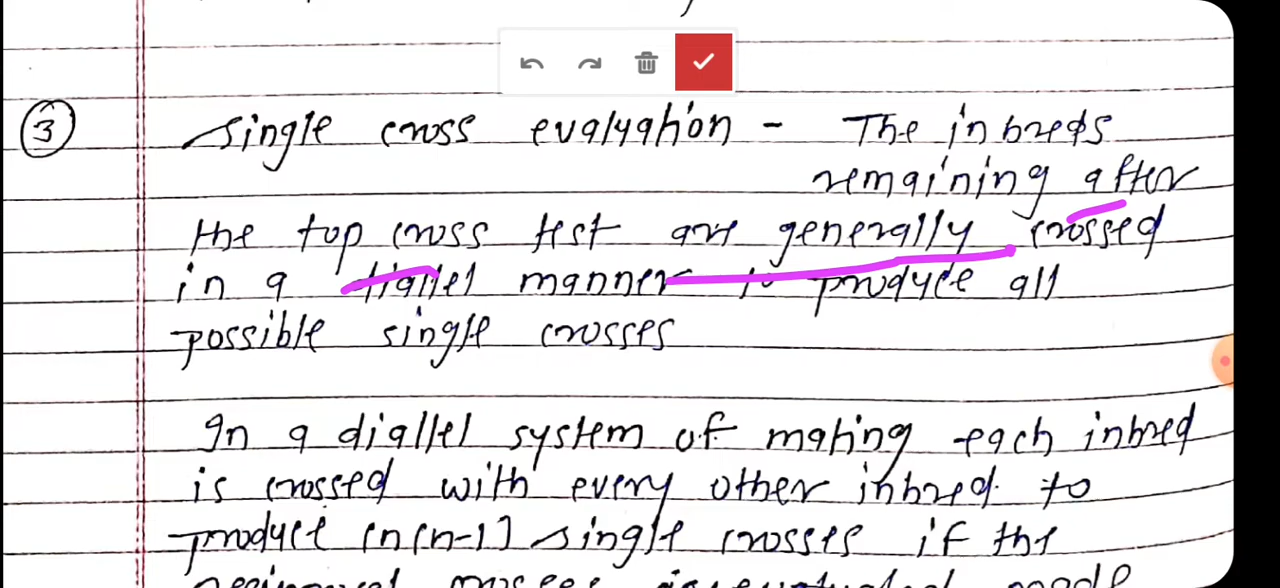 ③ Single cross evaluation - The inbreds
remaining after
the top cross test are generally crossed
in a diallel manner to produce all
possible single crosses
In a diallel system of mating each inbred
is crossed with every other inbred to
produce [n(n-1] single crosses if the
made